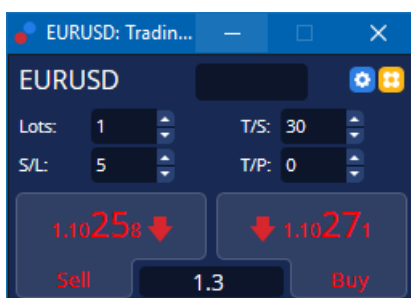 EURUSD: Tradin...
EURUSD
Lots: 1 T/S: 30
S/L: 5 T/P: 0
1.10258 1.10271
Sell 1.3 Buy